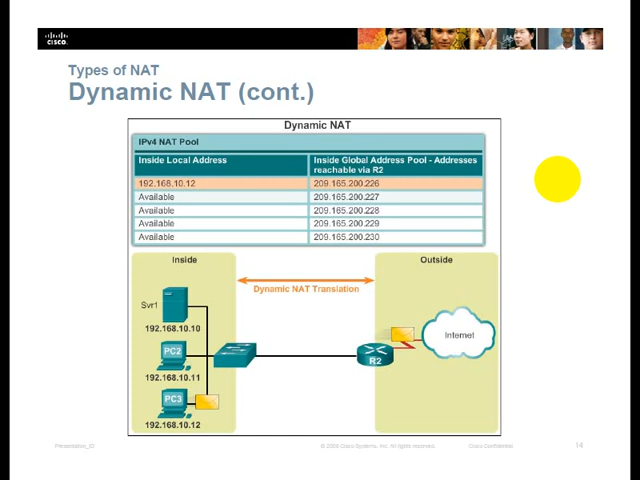 CISCO
Types of NAT
Dynamic NAT (cont.)
Dynamic NAT
IPv4 NAT Pool
Inside Local Address
Inside Global Address Pool - Addresses
reachable via R2
192.168.10.12 209.165.200.226
Available 209.165.200.227
Available 209.165.200.228
Available 209.165.200.229
Available 209.165.200.230
Inside
Outside
Dynamic NAT Translation
Svr1
192.168.10.10
PC2
192.168.10.11
PC3
192.168.10.12
R2
Internet
Presentation_ID
© 2008 Cisco Systems, Inc. All rights reserved.
Cisco Confidential
14